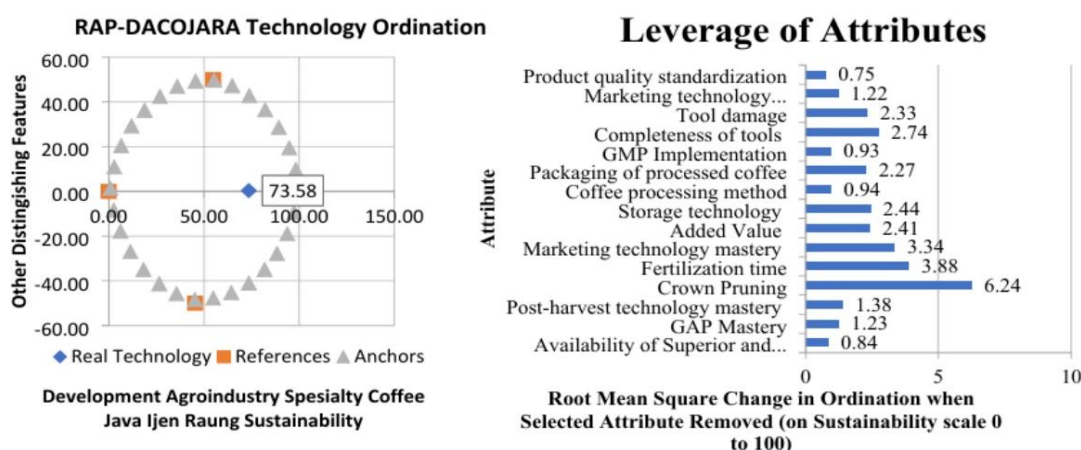 RAP-DACOJARA Technology Ordination
60.00
40.00
20.00
0.00
-20.00
-40.00
-60.00
0.00 50.00 100.00 150.00
73.58
Other Distingishing Features
Real Technology References Anchors
Development Agroindustry Spesialty Coffee
Java Ijen Raung Sustainability
Leverage of Attributes
Attribute
Product quality standardization 0.75
Marketing technology... 1.22
Tool damage 2.33
Completeness of tools 2.74
GMP Implementation 0.93
Packaging of processed coffee 2.27
Coffee processing method 0.94
Storage technology 2.44
Added Value 2.41
Marketing technology mastery 3.34
Fertilization time 3.88
Crown Pruning 6.24
Post-harvest technology mastery 1.38
GAP Mastery 1.23
Availability of Superior and... 0.84
0 5 10
Root Mean Square Change in Ordination when
Selected Attribute Removed (on Sustainability scale 0
to 100)